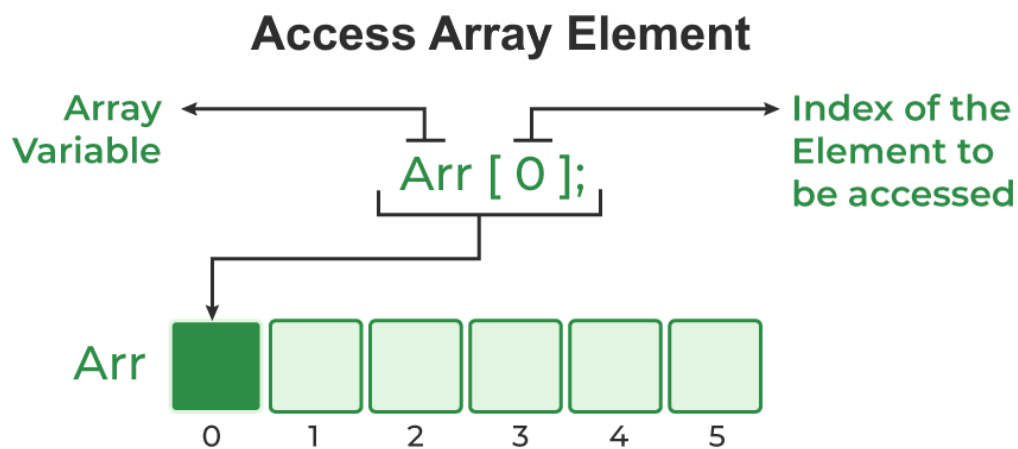 Access Array Element
Array
Variable
Index of the
Element to
be accessed
Arr [ 0 ];
Arr
0 1 2 3 4 5